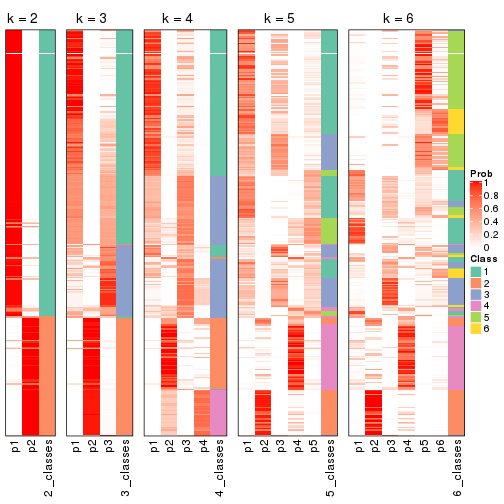 k = 2
k = 3
k = 4
k = 5
k = 6
p1
p2
2_classes
p1
p2
p3
3_classes
p1
p2
p3
p4
4_classes
p1
p2
p3
p4
p5
5_classes
p1
p2
p3
p4
p5
p6
6_classes
Prob
1
0.8
0.6
0.4
0.2
0
Class
1
2
3
4
5
6